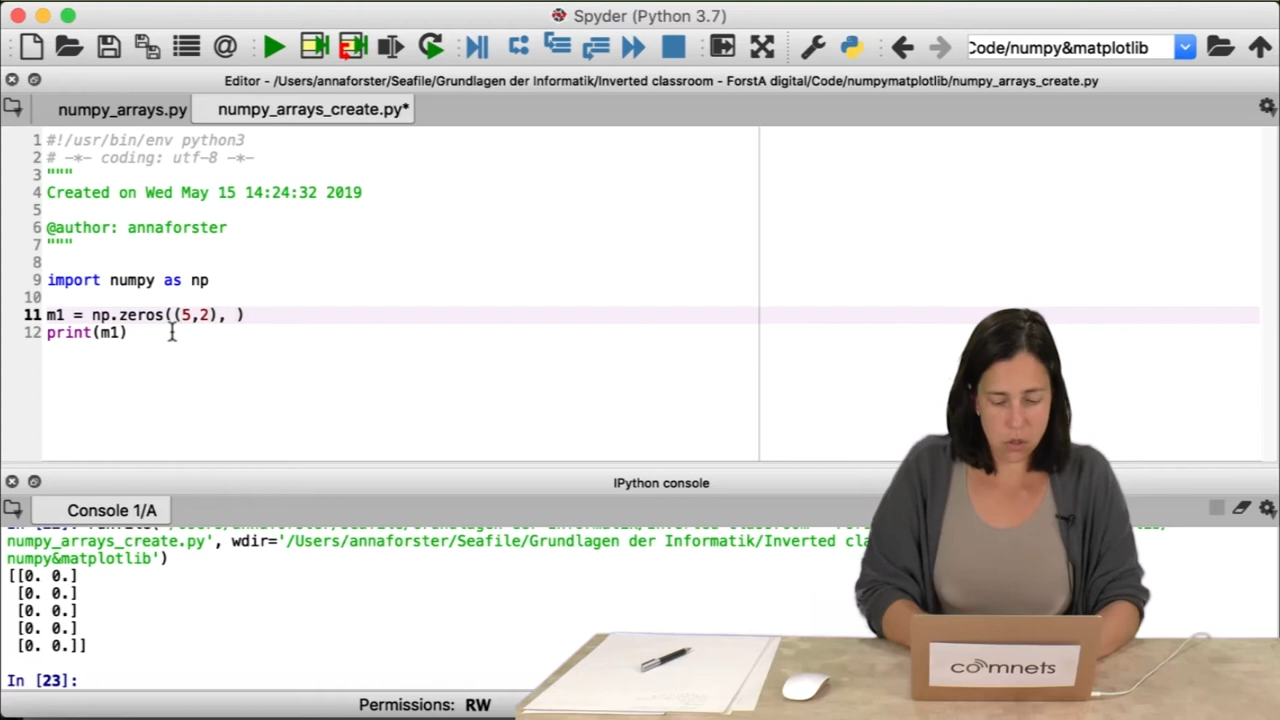 Spyder (Python 3.7)
Code/numpy&matplotlib
Editor - /Users/annaforster/Seafile/Grundlagen der Informatik/Inverted classroom - ForstA digital/Code/numpymatplotlib/numpy_arrays_create.py
numpy_arrays.py
numpy_arrays_create.py*
1 #!/usr/bin/env python3
2 # -*- coding: utf-8 -*-
3 """
4 Created on Wed May 15 14:24:32 2019
5
6 @author: annaforster
7 """
8
9 import numpy as np
10
11 m1 = np.zeros((5,2), )
12 print(m1)
IPython console
Console 1/A
numpy_arrays_create.py', wdir='/Users/annaforster/Seafile/Grundlagen der Informatik/Inverted cla
numpy&matplotlib')
[[0. 0.]
[0. 0.]
[0. 0.]
[0. 0.]
[0. 0.]]
In [23]:
Permissions: RW
comnets